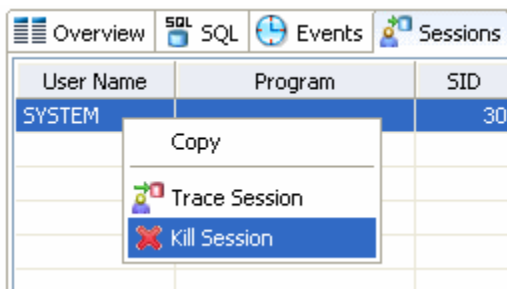 Overview SQL SQL Events Sessions
User Name Program SID
SYSTEM 30
Copy
Trace Session
Kill Session